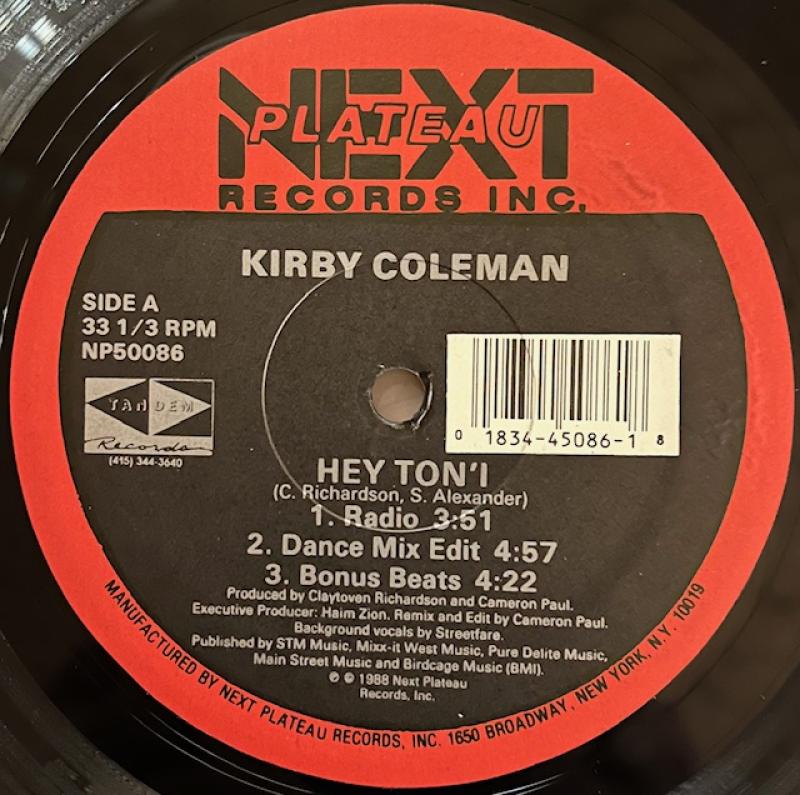 NEXT
PLATEAU
RECORDS INC.
KIRBY COLEMAN
SIDE A
33 1/3 RPM
NP50086
TANDEM
Records
(415) 344-3640
0 1834-45086-1 8
HEY TON'I
(C. Richardson, S. Alexander)
1. Radio 3:51
2. Dance Mix Edit 4:57
3. Bonus Beats 4:22
Produced by Claytoven Richardson and Cameron Paul.
Executive Producer: Haim Zion. Remix and Edit by Cameron Paul.
Background vocals by Streetfare.
Published by STM Music, Mixx-it West Music, Pure Delite Music,
Main Street Music and Birdcage Music (BMI).
℗ © 1988 Next Plateau
Records, Inc.
MANUFACTURED BY NEXT PLATEAU RECORDS, INC. 1650 BROADWAY, NEW YORK, N.Y. 10019